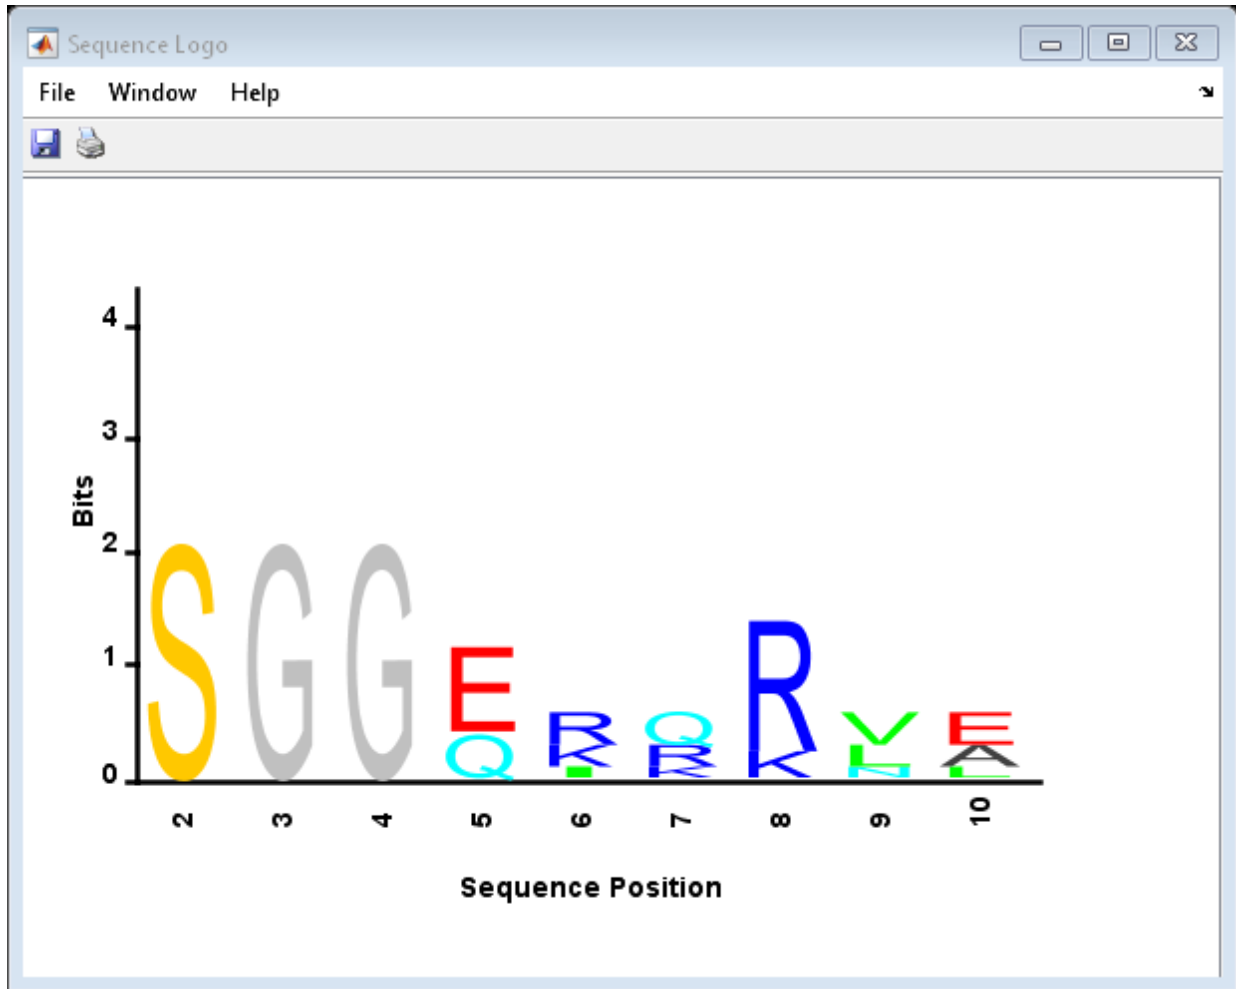 Sequence Logo
File Window Help
4
3
2
1
0
Bits
S G G E R Q R V E
Q K R K L A
I K N L
2 3 4 5 6 7 8 9 10
Sequence Position